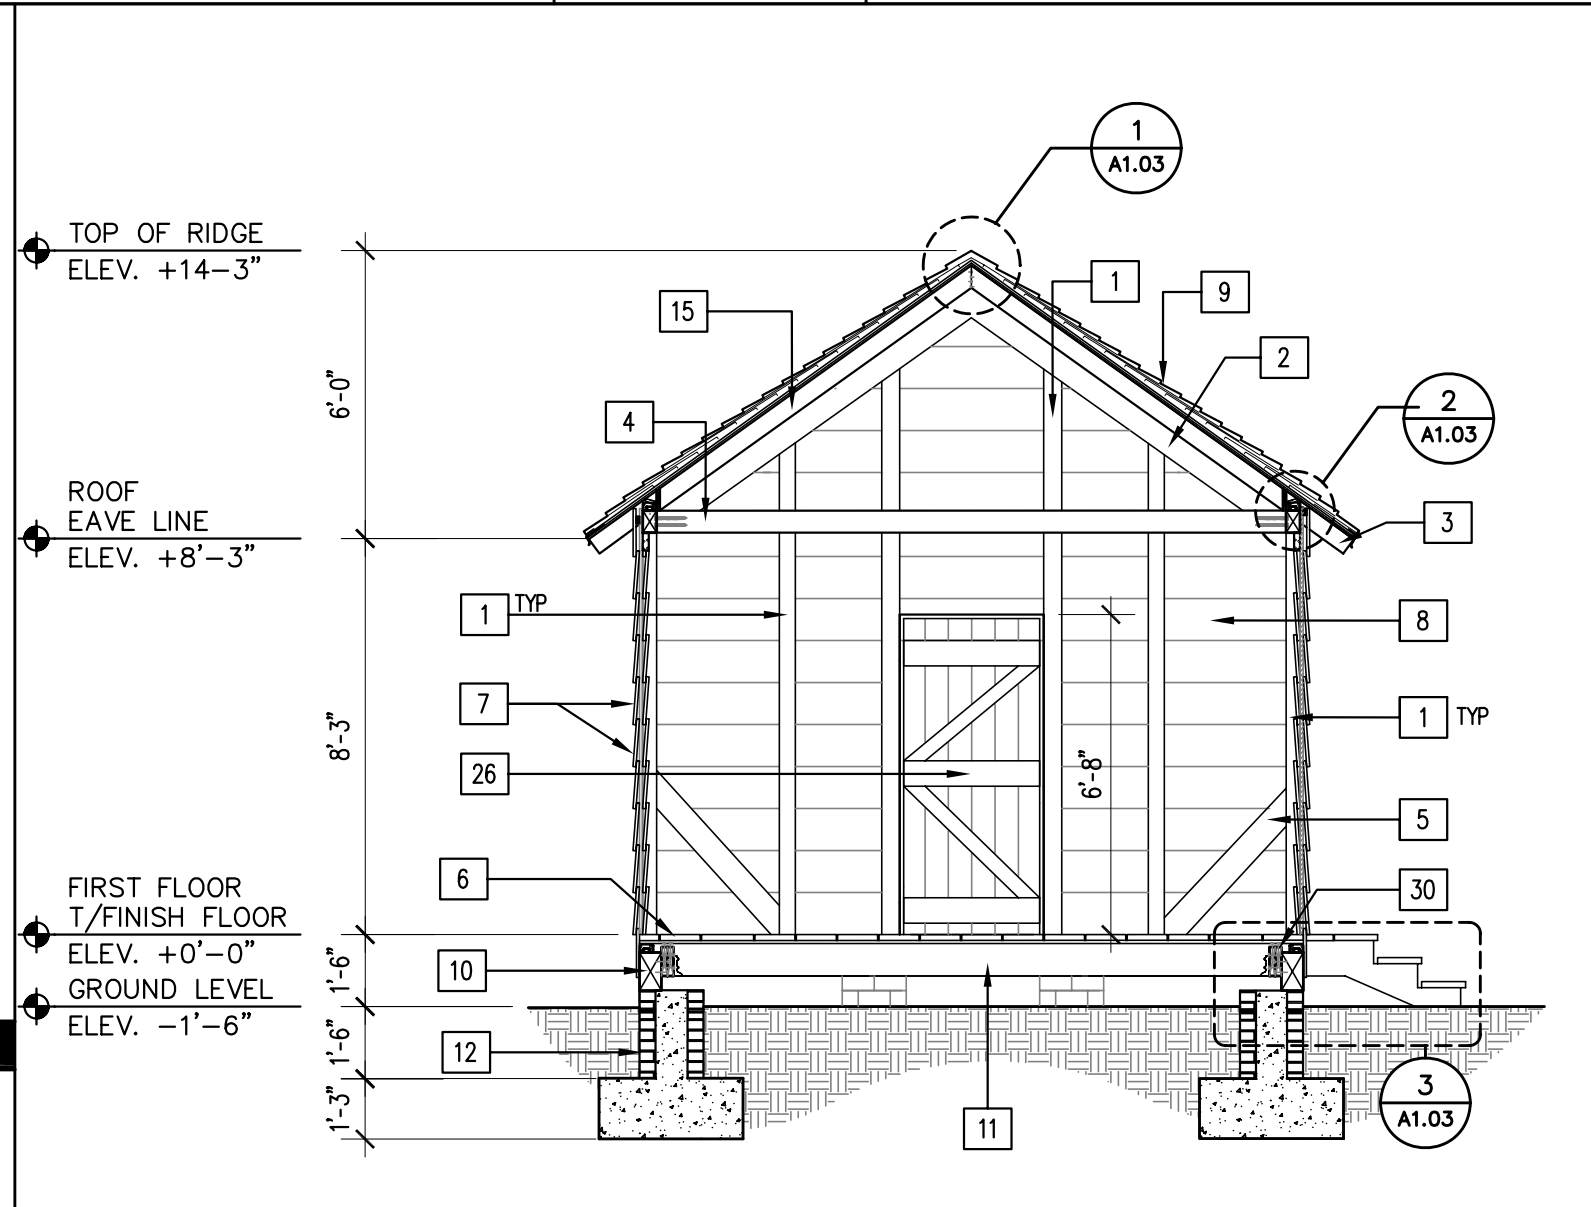 1
A1.03
TOP OF RIDGE
ELEV. +14-3"
1
9
15
2
6'-0"
4
2
A1.03
ROOF
EAVE LINE
ELEV. +8'-3"
3
1 TYP
8
7
1 TYP
8'-3"
26
6'-8"
5
6
30
FIRST FLOOR
T/FINISH FLOOR
ELEV. +0'-0"
10
1'-6"
GROUND LEVEL
ELEV. -1'-6"
1'-6"
12
1'-3"
11
3
A1.03